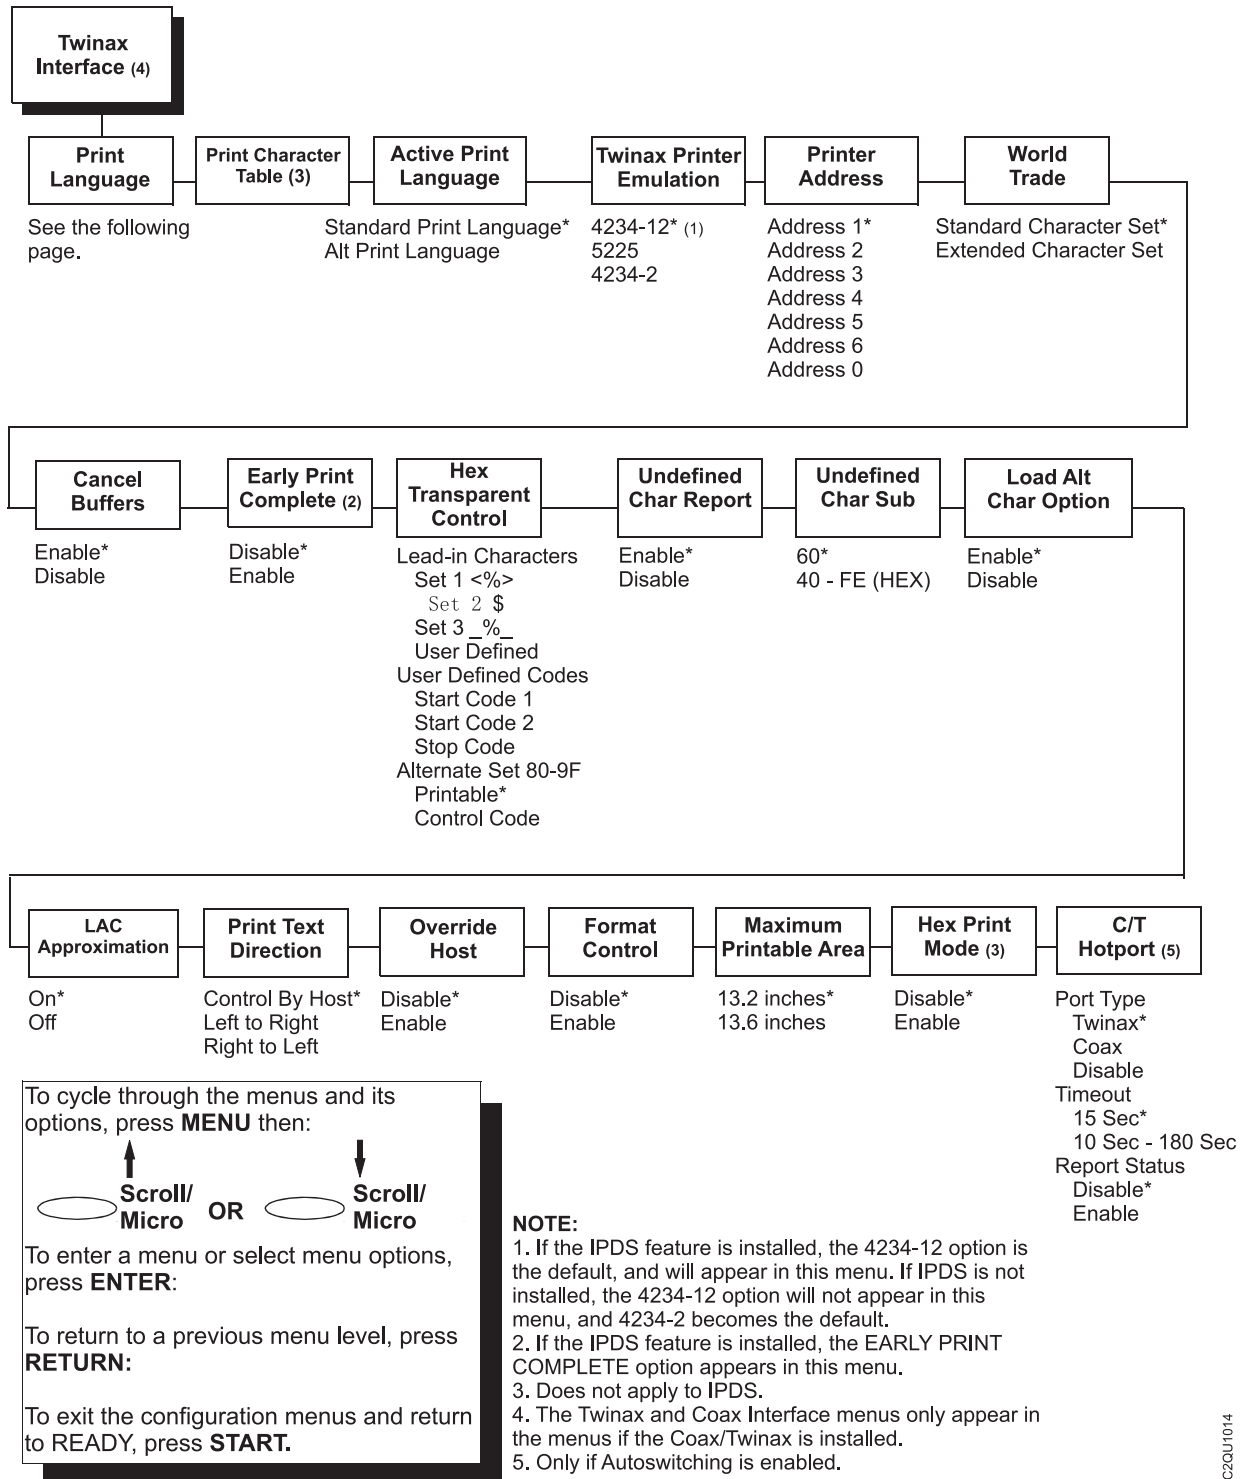 Twinax
Interface (4)
Print
Language
Print Character
Table (3)
Active Print
Language
Twinax Printer
Emulation
Printer
Address
World
Trade
See the following
page.
Standard Print Language*
Alt Print Language
4234-12* (1)
5225
4234-2
Address 1*
Address 2
Address 3
Address 4
Address 5
Address 6
Address 0
Standard Character Set*
Extended Character Set
Cancel
Buffers
Early Print
Complete (2)
Hex
Transparent
Control
Undefined
Char Report
Undefined
Char Sub
Load Alt
Char Option
Enable*
Disable
Disable*
Enable
Lead-in Characters
Set 1 <%>
Set 2 $
Set 3 _%_
User Defined
User Defined Codes
Start Code 1
Start Code 2
Stop Code
Alternate Set 80-9F
Printable*
Control Code
Enable*
Disable
60*
40 - FE (HEX)
Enable*
Disable
LAC
Approximation
Print Text
Direction
Override
Host
Format
Control
Maximum
Printable Area
Hex Print
Mode (3)
C/T
Hotport (5)
On*
Off
Control By Host*
Left to Right
Right to Left
Disable*
Enable
Disable*
Enable
13.2 inches*
13.6 inches
Disable*
Enable
Port Type
Twinax*
Coax
Disable
Timeout
15 Sec*
10 Sec - 180 Sec
Report Status
Disable*
Enable
To cycle through the menus and its
options, press MENU then:
Scroll/
Micro
OR
Scroll/
Micro
To enter a menu or select menu options,
press ENTER:
To return to a previous menu level, press
RETURN:
To exit the configuration menus and return
to READY, press START.
NOTE:
1. If the IPDS feature is installed, the 4234-12 option is
the default, and will appear in this menu. If IPDS is not
installed, the 4234-12 option will not appear in this
menu, and 4234-2 becomes the default.
2. If the IPDS feature is installed, the EARLY PRINT
COMPLETE option appears in this menu.
3. Does not apply to IPDS.
4. The Twinax and Coax Interface menus only appear in
the menus if the Coax/Twinax is installed.
5. Only if Autoswitching is enabled.
C2QU1014